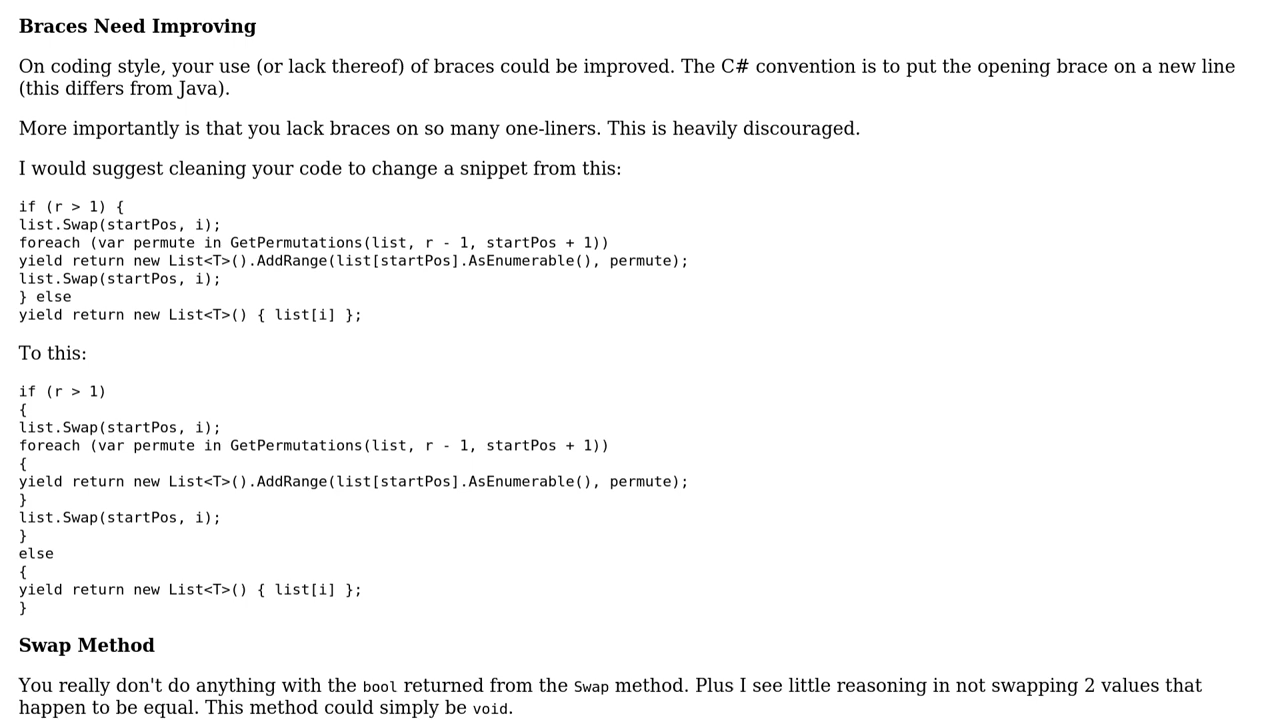 Braces Need Improving
On coding style, your use (or lack thereof) of braces could be improved. The C# convention is to put the opening brace on a new line
(this differs from Java).
More importantly is that you lack braces on so many one-liners. This is heavily discouraged.
I would suggest cleaning your code to change a snippet from this:
if (r > 1) {
list.Swap(startPos, i);
foreach (var permute in GetPermutations(list, r - 1, startPos + 1))
yield return new List<T>().AddRange(list[startPos].AsEnumerable(), permute);
list.Swap(startPos, i);
} else
yield return new List<T>() { list[i] };
To this:
if (r > 1)
{
list.Swap(startPos, i);
foreach (var permute in GetPermutations(list, r - 1, startPos + 1))
{
yield return new List<T>().AddRange(list[startPos].AsEnumerable(), permute);
}
list.Swap(startPos, i);
}
else
{
yield return new List<T>() { list[i] };
}
Swap Method
You really don't do anything with the bool returned from the Swap method. Plus I see little reasoning in not swapping 2 values that
happen to be equal. This method could simply be void.